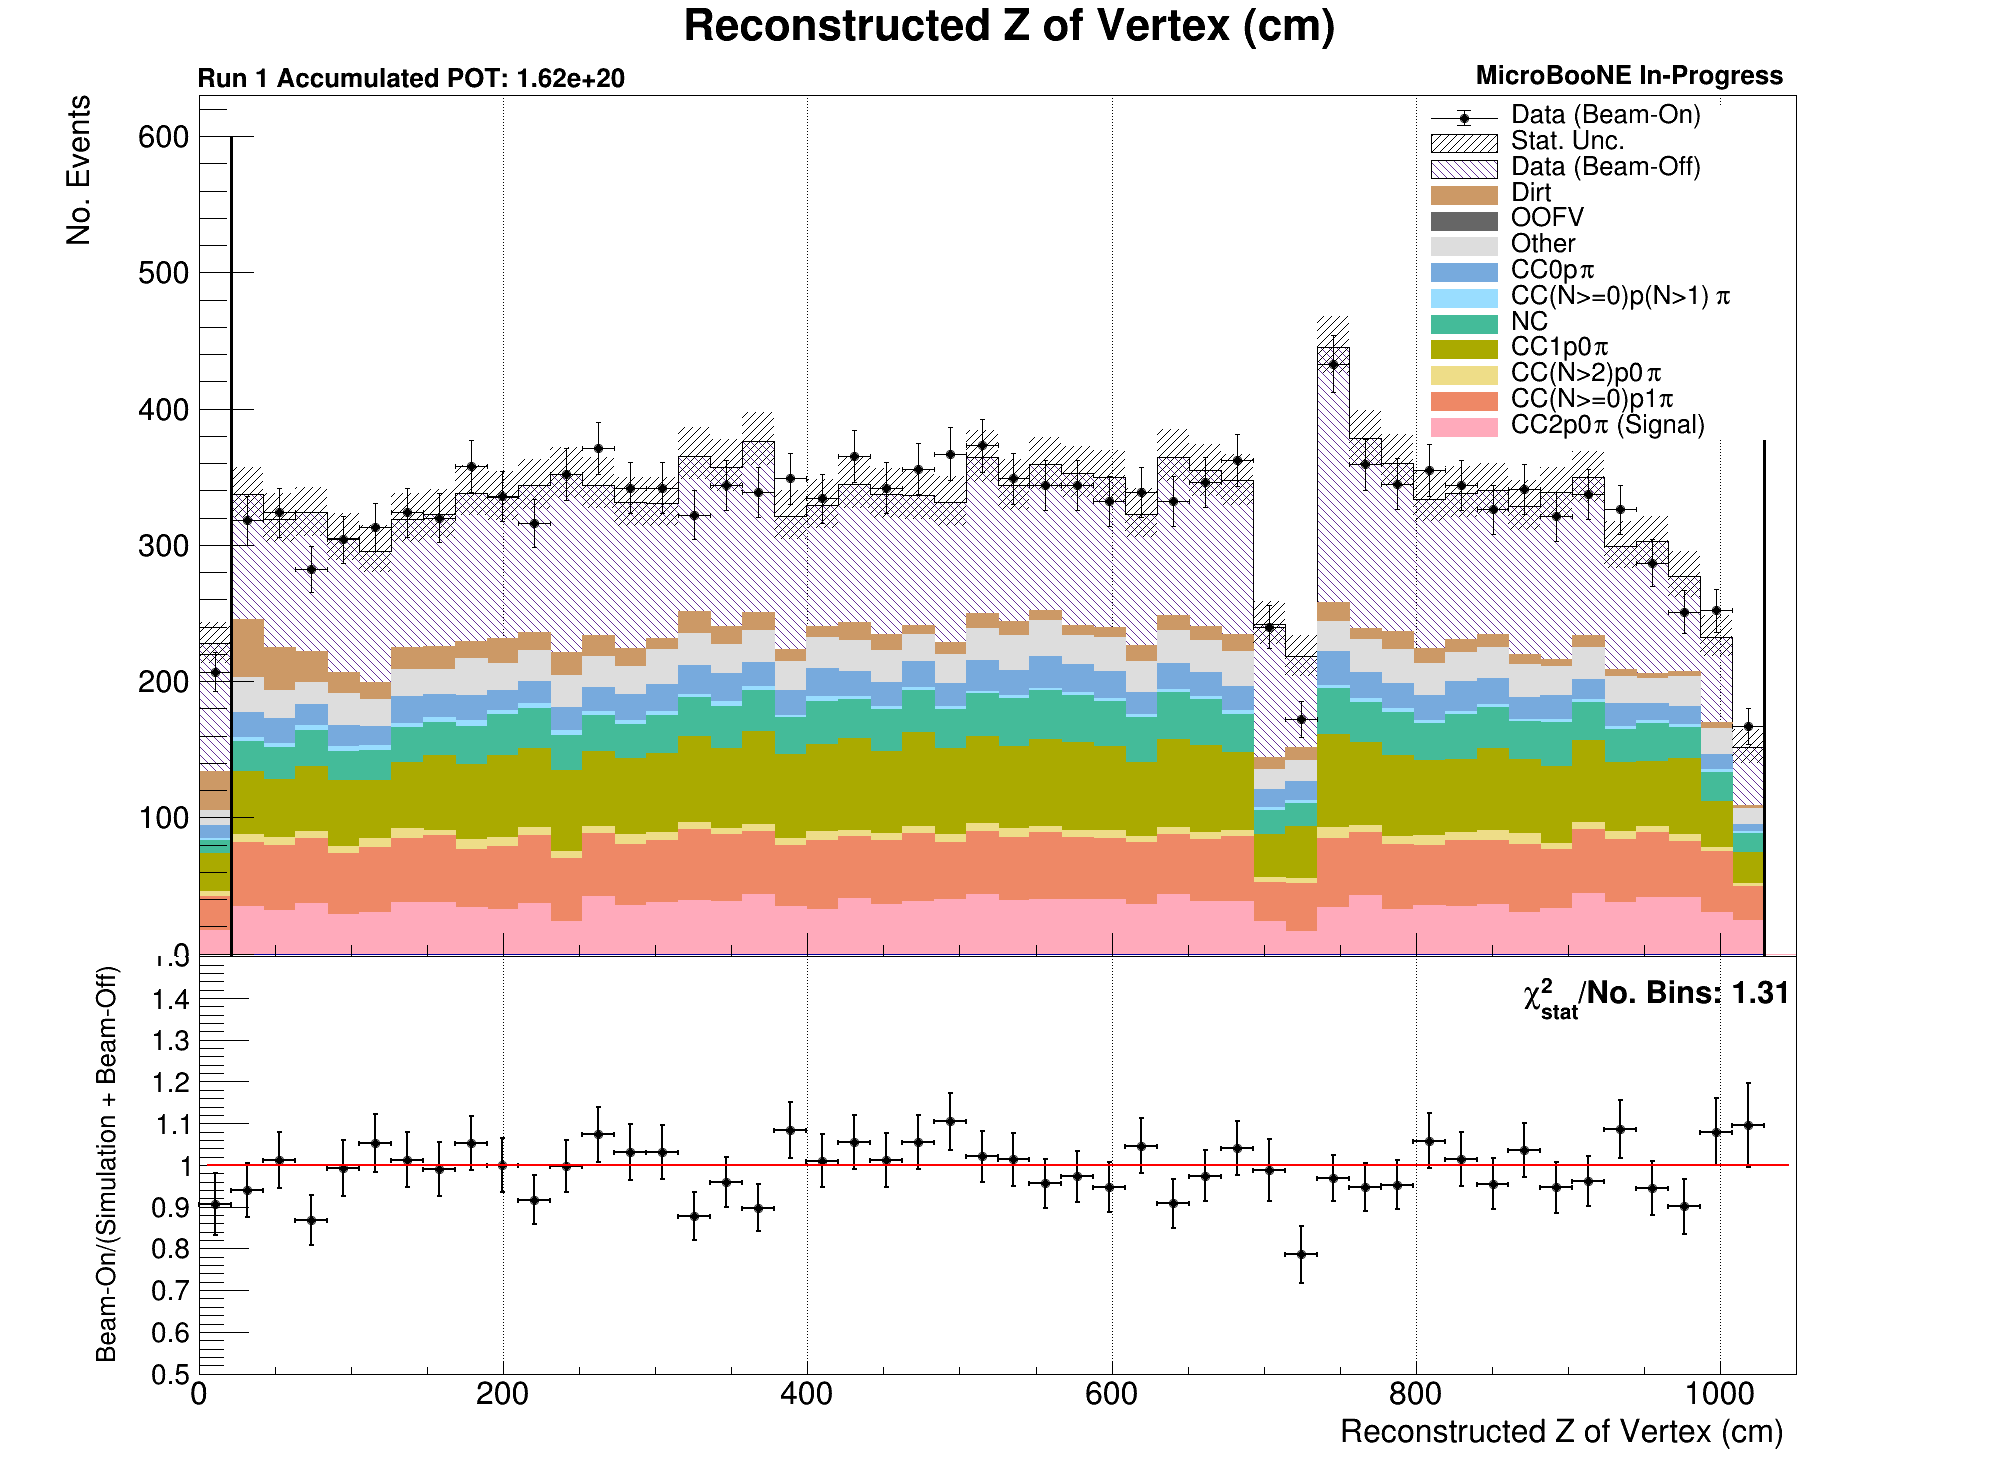 Reconstructed Z of Vertex (cm)
Run 1 Accumulated POT: 1.62e+20
MicroBooNE In-Progress
No. Events
600
500
400
300
200
100
0
Data (Beam-On)
Stat. Unc.
Data (Beam-Off)
Dirt
OOFV
Other
CC0pπ
CC(N>=0)p(N>1) π
NC
CC1p0π
CC(N>2)p0π
CC(N>=0)p1π
CC2p0π (Signal)
Beam-On/(Simulation + Beam-Off)
χ²stat/No. Bins: 1.31
1.5
1.4
1.3
1.2
1.1
1
0.9
0.8
0.7
0.6
0.5
0 200 400 600 800 1000
Reconstructed Z of Vertex (cm)